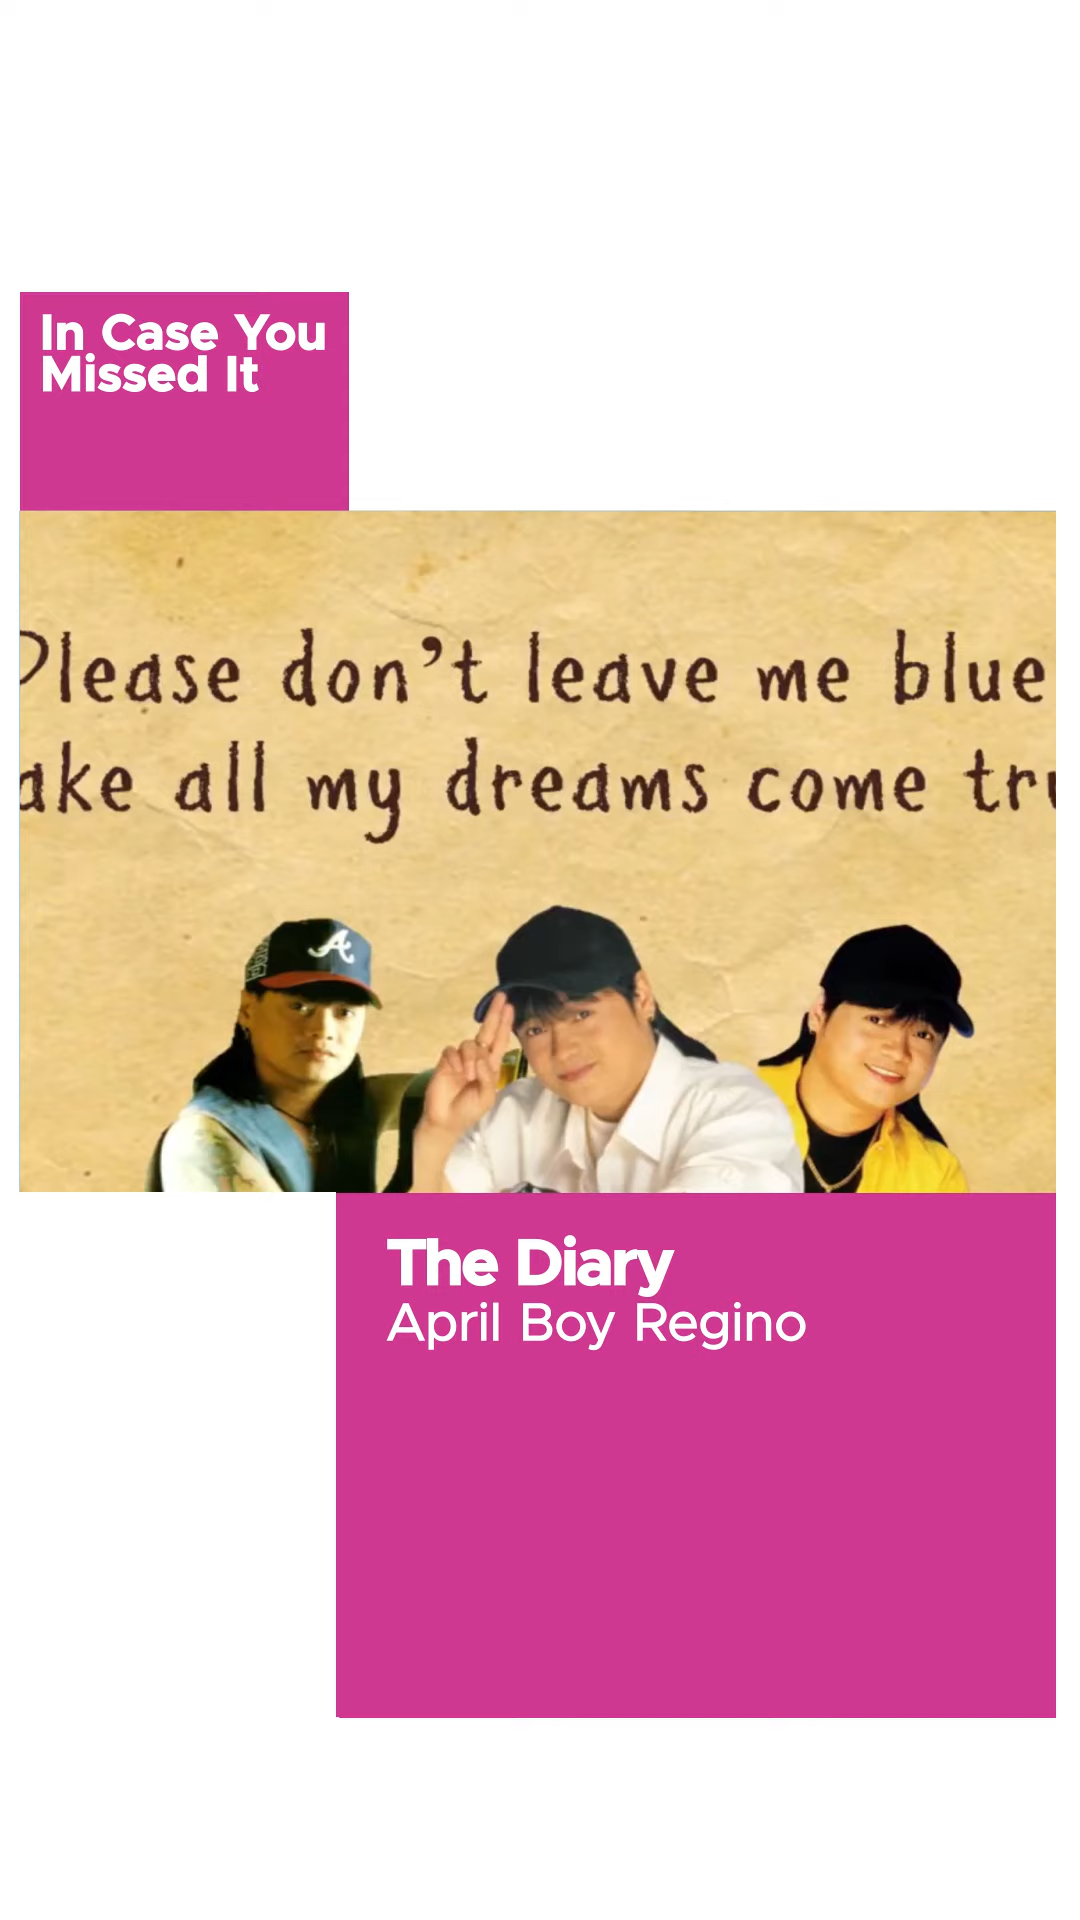 In Case You
Missed It
Please don't leave me blue
ake all my dreams come tru
A
The Diary
April Boy Regino